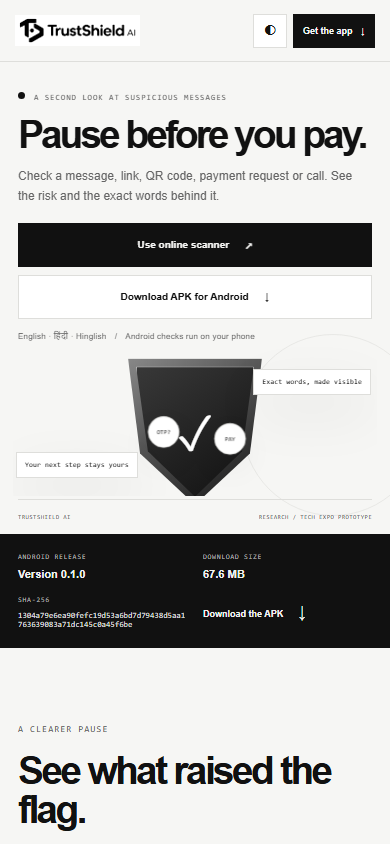 TrustShield AI
Get the app ↓
A SECOND LOOK AT SUSPICIOUS MESSAGES
Pause before you pay.
Check a message, link, QR code, payment request or call. See
the risk and the exact words behind it.
Use online scanner ↗
Download APK for Android ↓
English · हिंदी · Hinglish / Android checks run on your phone
Exact words, made visible
OTP?
PAY
Your next step stays yours
TRUSTSHIELD AI
RESEARCH / TECH EXPO PROTOTYPE
ANDROID RELEASE
Version 0.1.0
DOWNLOAD SIZE
67.6 MB
SHA-256
1304a79e6ea90fefc19d53a6bd7d79438d5aa1
763639083a71dc145c0a45f6be
Download the APK ↓
A CLEARER PAUSE
See what raised the
flag.